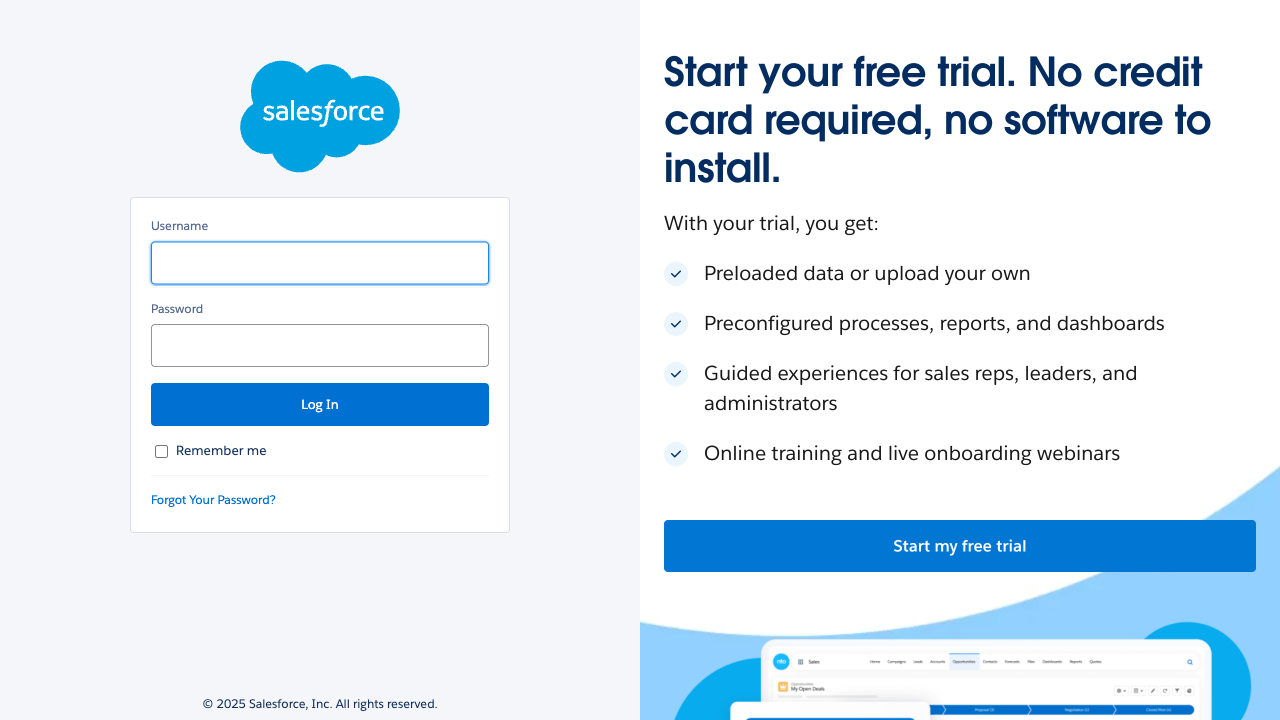 salesforce
Username
Password
Log In
Remember me
Forgot Your Password?
© 2025 Salesforce, Inc. All rights reserved.
Start your free trial. No credit
card required, no software to
install.
With your trial, you get:
Preloaded data or upload your own
Preconfigured processes, reports, and dashboards
Guided experiences for sales reps, leaders, and
administrators
Online training and live onboarding webinars
Start my free trial
nto Sales Home Campaigns Leads Accounts Opportunities Contacts Forecasts Files Dashboards Reports Quotes
Opportunities
My Open Deals